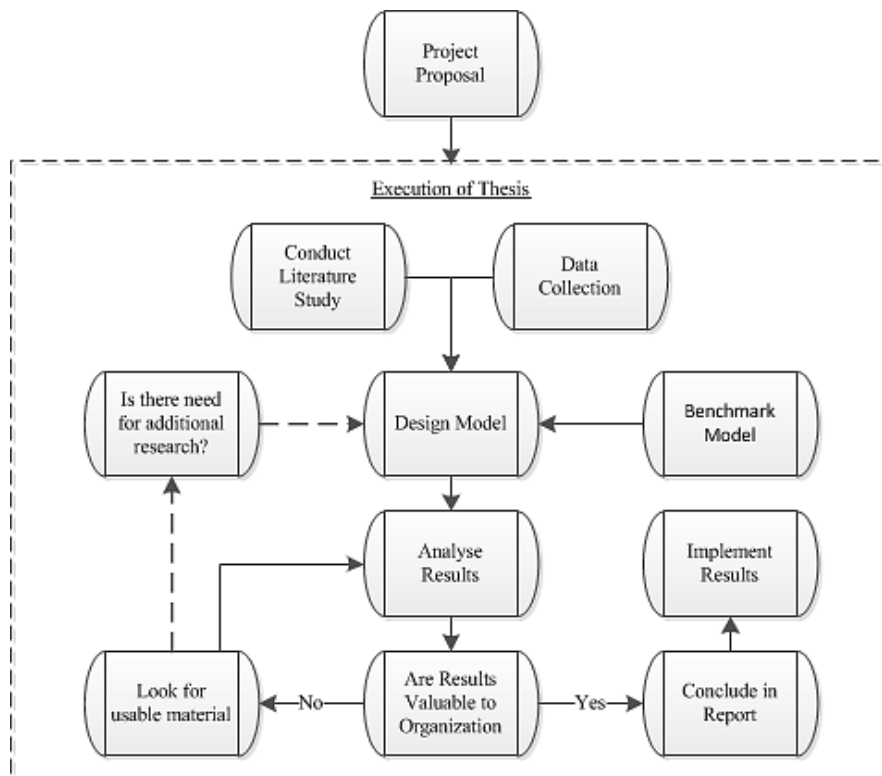 Project
Proposal
Execution of Thesis
Conduct
Literature
Study
Data
Collection
Is there need
for additional
research?
Design Model
Benchmark
Model
Analyse
Results
Implement
Results
Look for
usable material
No
Are Results
Valuable to
Organization
Yes
Conclude in
Report